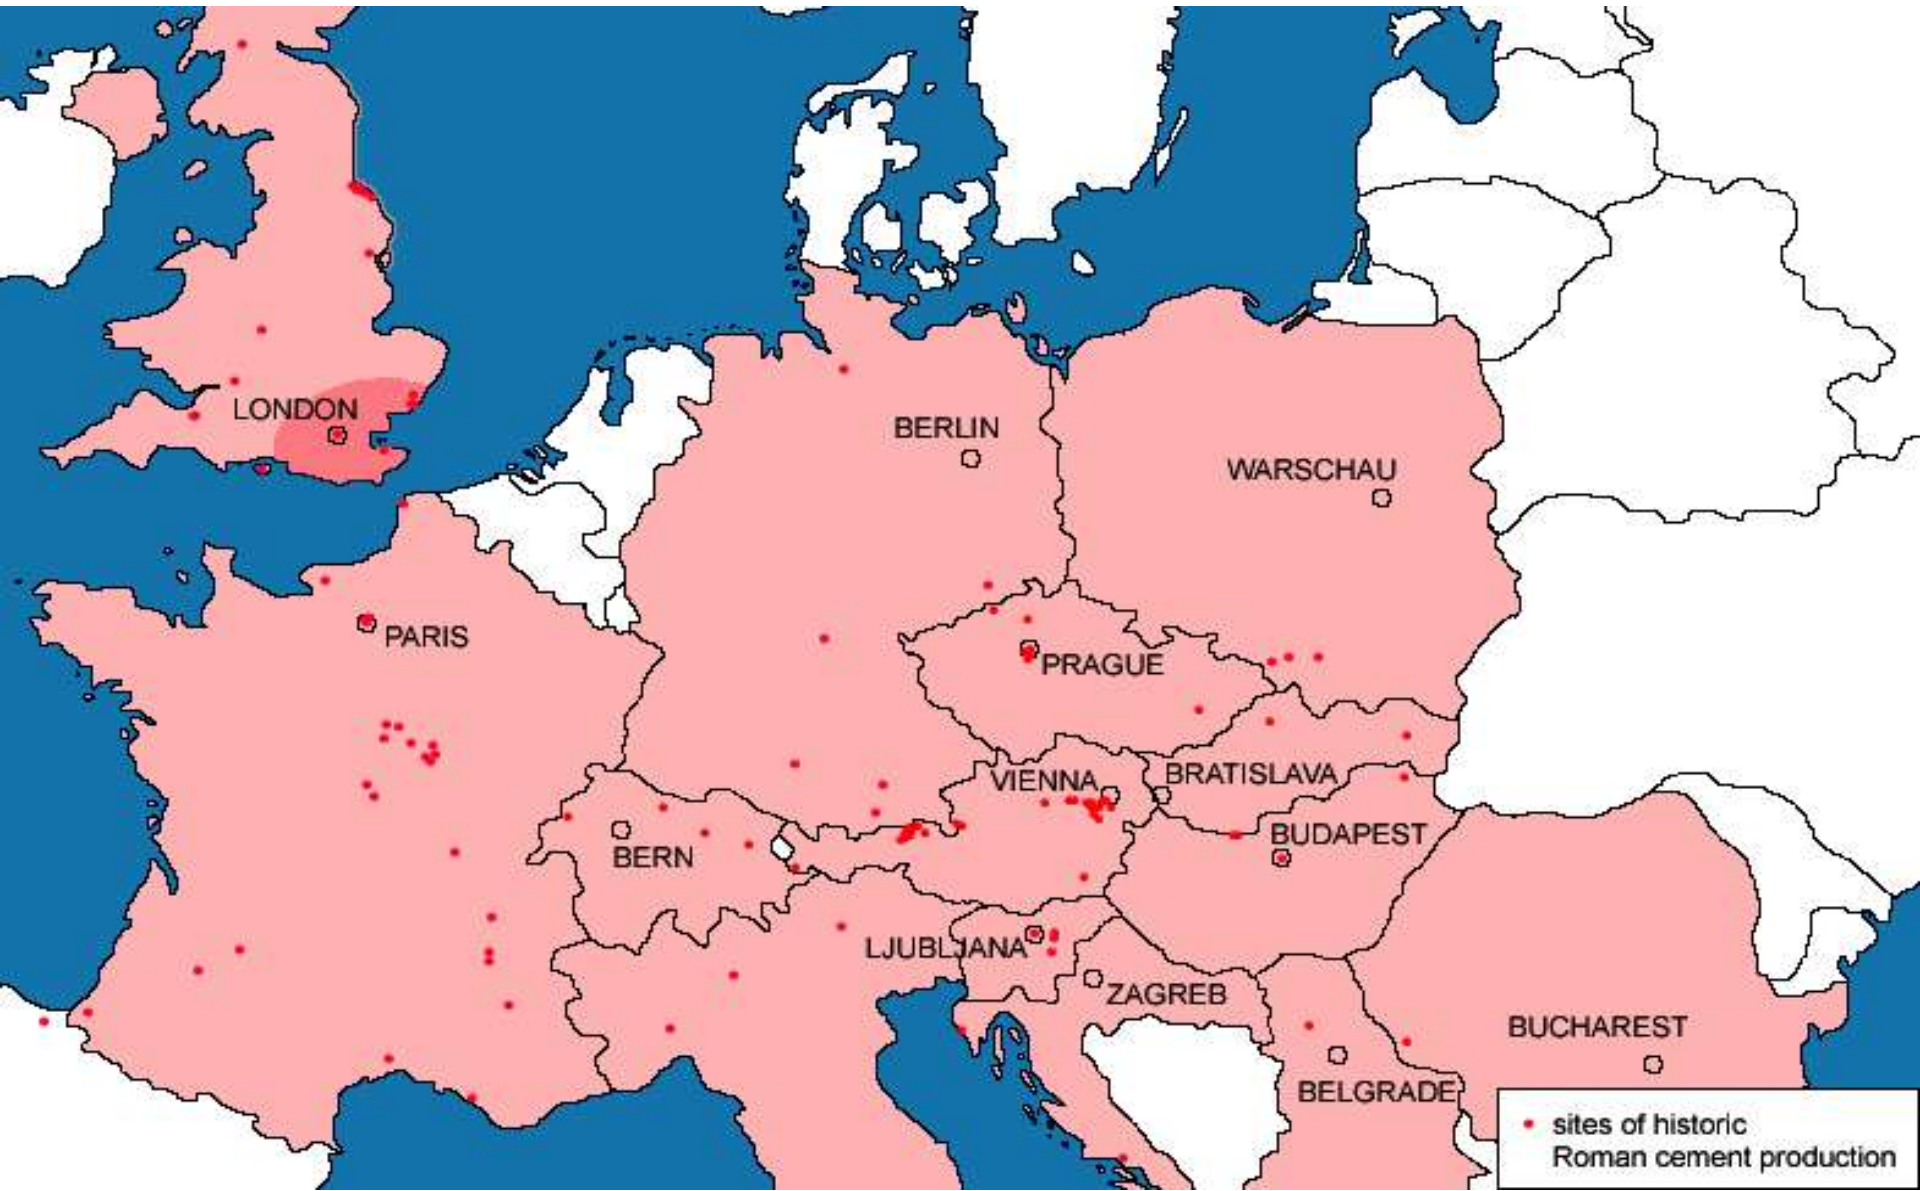 LONDON
BERLIN
WARSCHAU
PARIS
PRAGUE
VIENNA
BRATISLAVA
BUDAPEST
BERN
LJUBLJANA
ZAGREB
BUCHAREST
BELGRADE
sites of historic
Roman cement production